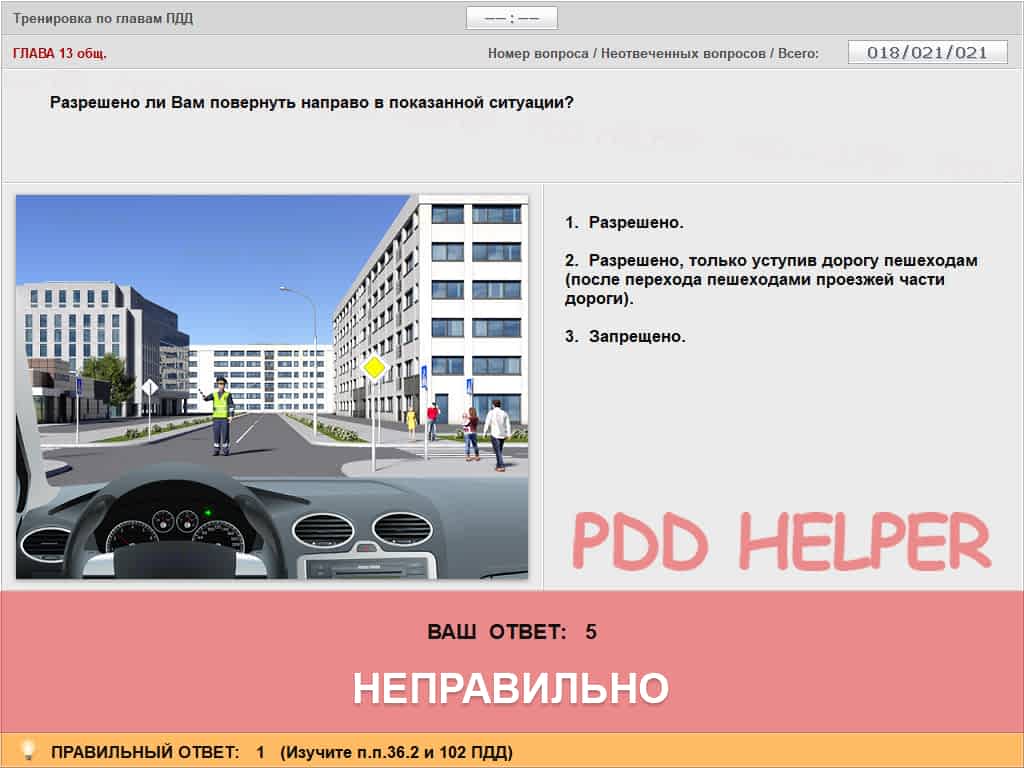 Тренировка по главам ПДД
—— : ——
ГЛАВА 13 общ.
Номер вопроса / Неотвеченных вопросов / Всего:
018/021/021
Разрешено ли Вам повернуть направо в показанной ситуации?
1. Разрешено.
2. Разрешено, только уступив дорогу пешеходам
(после перехода пешеходами проезжей части
дороги).
3. Запрещено.
PDD HELPER
ВАШ ОТВЕТ: 5
НЕПРАВИЛЬНО
ПРАВИЛЬНЫЙ ОТВЕТ: 1 (Изучите п.п.36.2 и 102 ПДД)